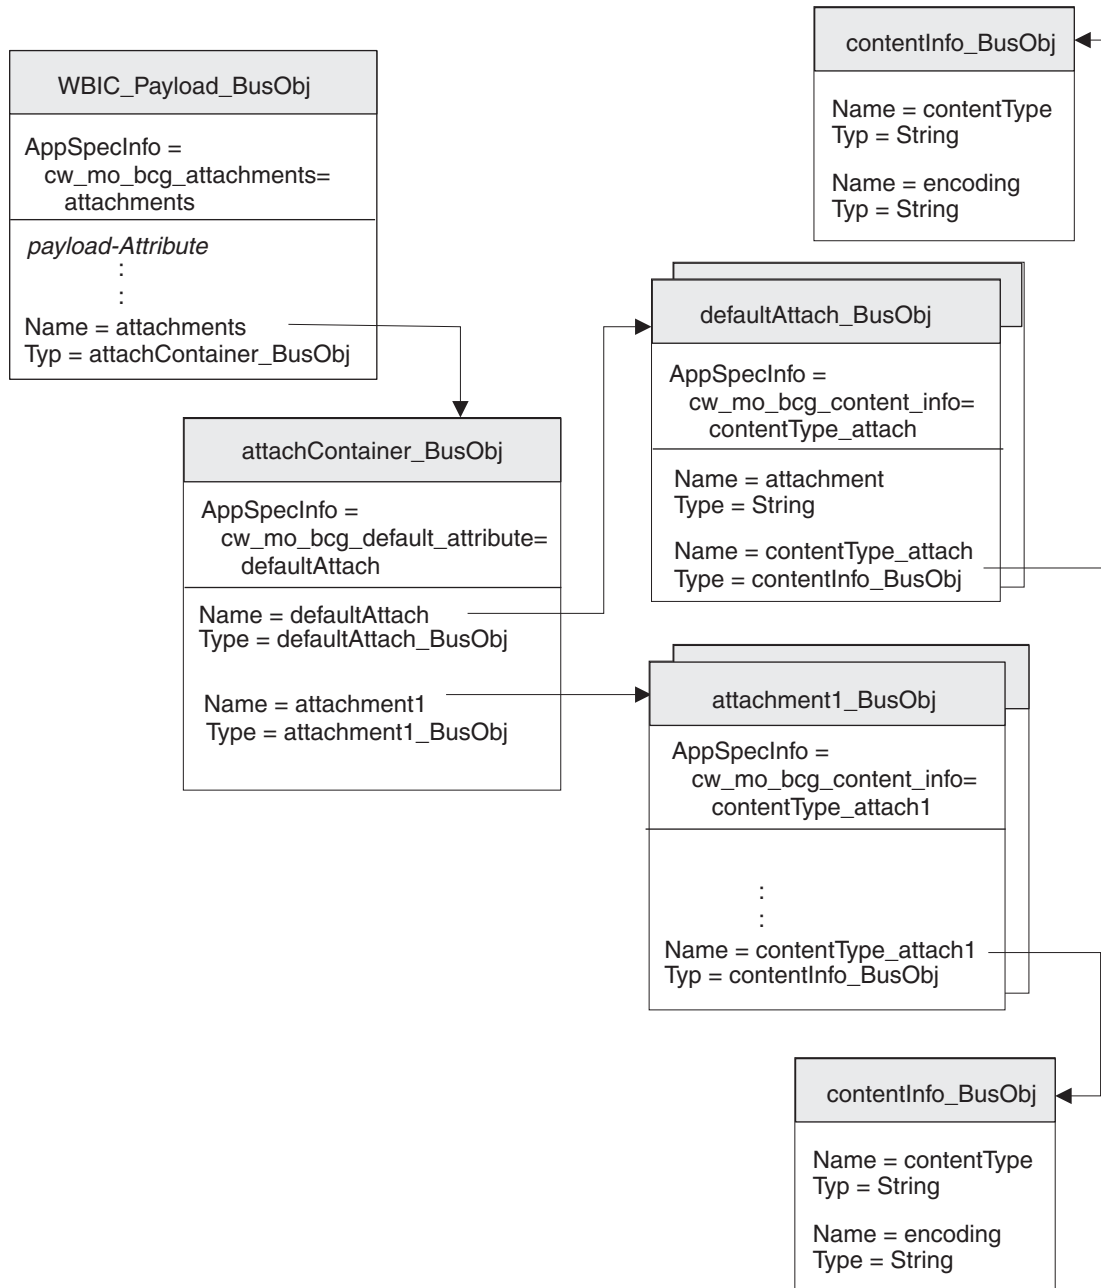 WBIC_Payload_BusObj
AppSpecInfo =
cw_mo_bcg_attachments=
attachments
payload-Attribute
:
:
Name = attachments
Typ = attachContainer_BusObj
attachContainer_BusObj
AppSpecInfo =
cw_mo_bcg_default_attribute=
defaultAttach
Name = defaultAttach
Type = defaultAttach_BusObj
Name = attachment1
Type = attachment1_BusObj
contentInfo_BusObj
Name = contentType
Typ = String
Name = encoding
Typ = String
defaultAttach_BusObj
AppSpecInfo =
cw_mo_bcg_content_info=
contentType_attach
Name = attachment
Type = String
Name = contentType_attach
Type = contentInfo_BusObj
attachment1_BusObj
AppSpecInfo =
cw_mo_bcg_content_info=
contentType_attach1
:
:
Name = contentType_attach1
Typ = contentInfo_BusObj
contentInfo_BusObj
Name = contentType
Typ = String
Name = encoding
Type = String